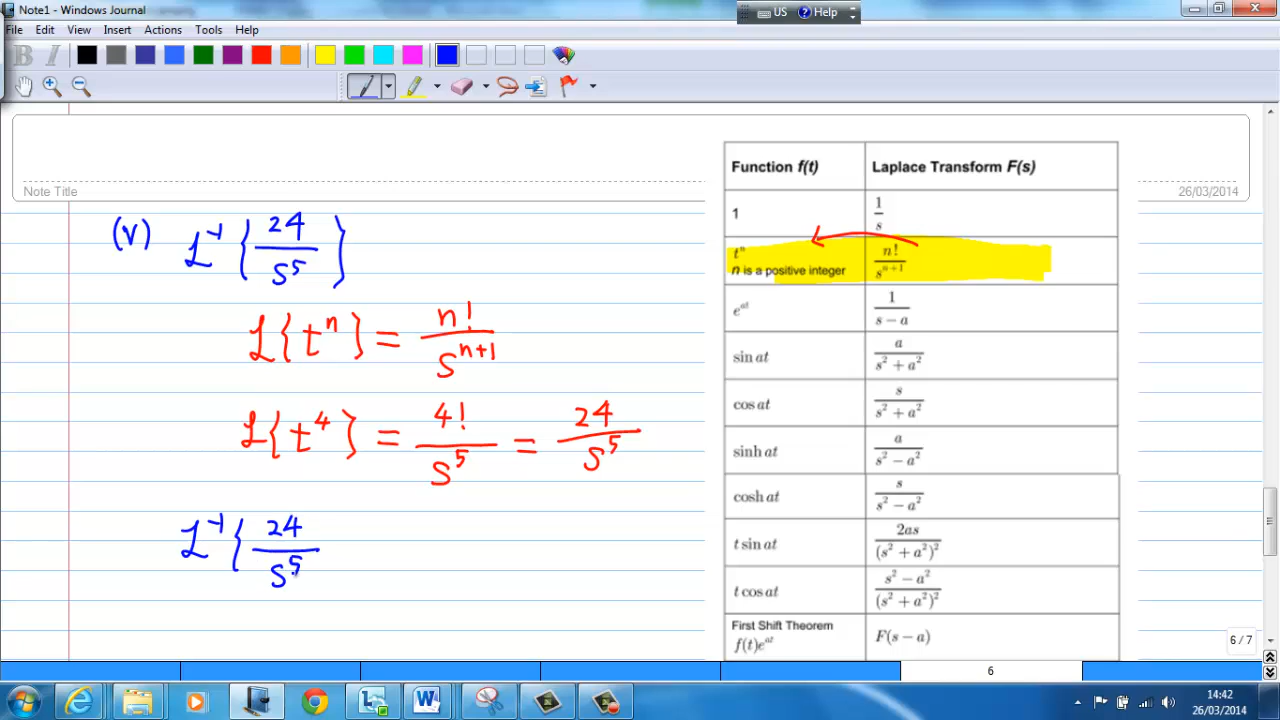 Note1 - Windows Journal
US Help
File Edit View Insert Actions Tools Help
B I
Note Title
26/03/2014
(v) ℒ⁻¹ { 24 / s⁵ }
ℒ{ tⁿ } = n! / sⁿ⁺¹
ℒ{ t⁴ } = 4! / s⁵ = 24 / s⁵
ℒ⁻¹ { 24 / s⁵
Function f(t) Laplace Transform F(s)
1 1 / s
tⁿ
n is a positive integer n! / sⁿ⁺¹
eᵃᵗ 1 / (s − a)
sin at a / (s² + a²)
cos at s / (s² + a²)
sinh at a / (s² − a²)
cosh at s / (s² − a²)
t sin at 2as / (s² + a²)²
t cos at (s² − a²) / (s² + a²)²
First Shift Theorem
f(t)eᵃᵗ F(s − a)
6 / 7
6
14:42
26/03/2014